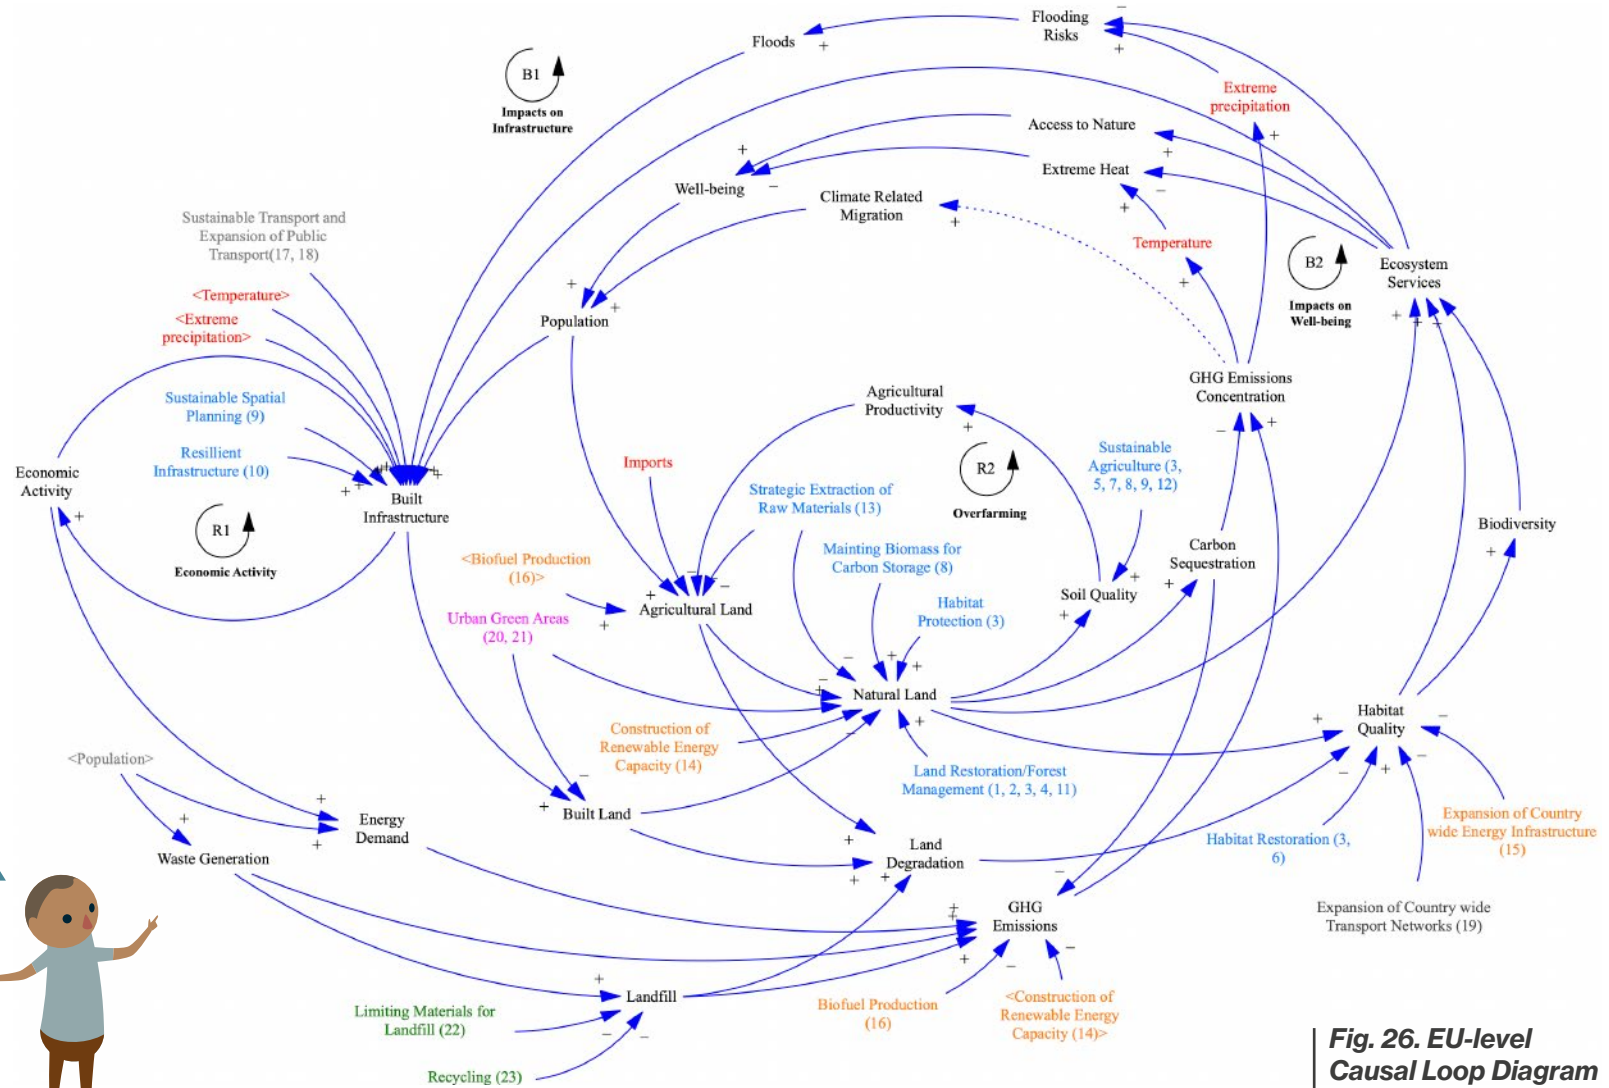 Flooding
Risks
Floods
B1
Impacts on
Infrastructure
Extreme
precipitation
Access to Nature
Extreme Heat
Well-being
Climate Related
Migration
Temperature
B2
Impacts on
Well-being
Ecosystem
Services
Sustainable Transport and
Expansion of Public
Transport(17, 18)
<Temperature>
<Extreme
precipitation>
Population
GHG Emissions
Concentration
Sustainable Spatial
Planning (9)
Resillient
Infrastructure (10)
Agricultural
Productivity
R2
Overfarming
Sustainable
Agriculture (3,
5, 7, 8, 9, 12)
Economic
Activity
Built
Infrastructure
R1
Economic Activity
Imports
Strategic Extraction of
Raw Materials (13)
Biodiversity
Carbon
Sequestration
<Biofuel Production
(16)>
Mainting Biomass for
Carbon Storage (8)
Soil Quality
Agricultural Land
Habitat
Protection (3)
Urban Green Areas
(20, 21)
Natural Land
Habitat
Quality
Construction of
Renewable Energy
Capacity (14)
<Population>
Land Restoration/Forest
Management (1, 2, 3, 4, 11)
Built Land
Energy
Demand
Waste Generation
Land
Degradation
Habitat Restoration (3,
6)
Expansion of Country
wide Energy Infrastructure
(15)
GHG
Emissions
Expansion of Country wide
Transport Networks (19)
Landfill
Limiting Materials for
Landfill (22)
Biofuel Production
(16)
<Construction of
Renewable Energy
Capacity (14)>
Recycling (23)
Fig. 26. EU-level
Causal Loop Diagram